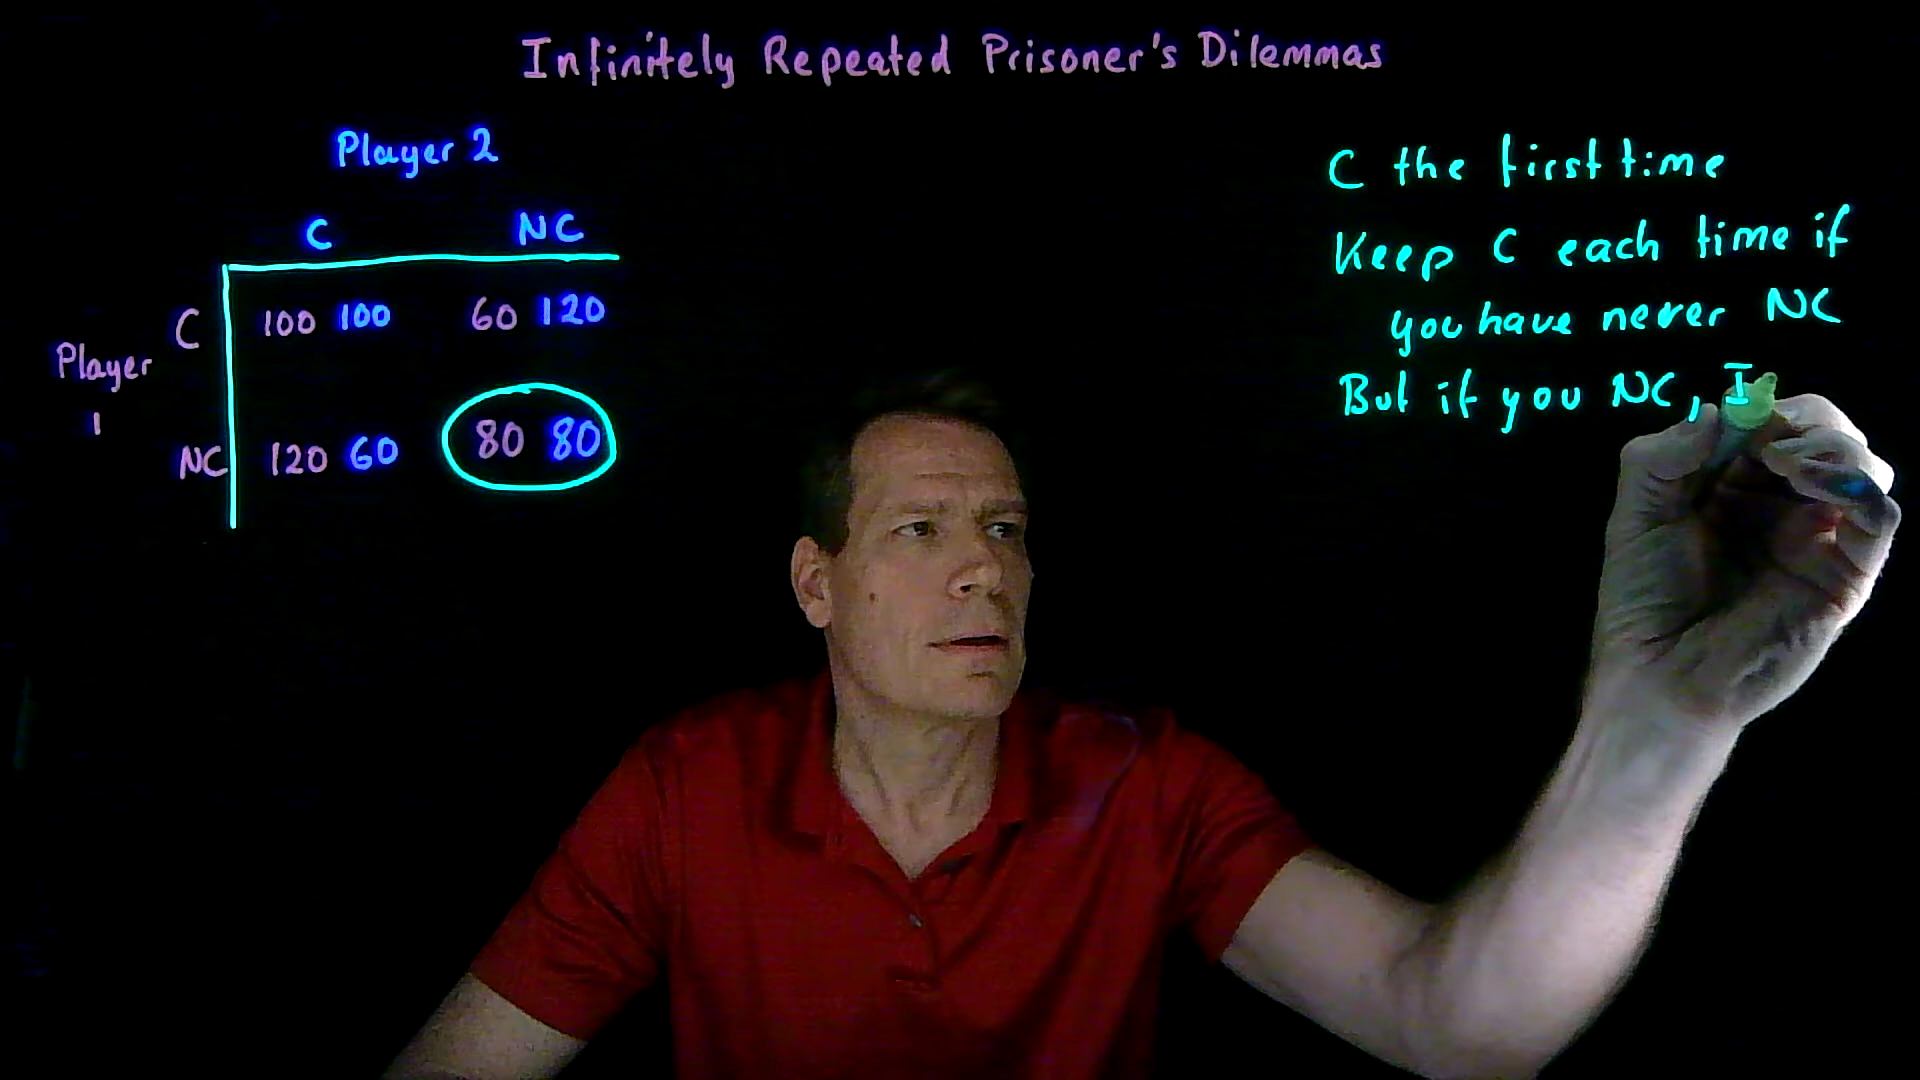 Infinitely Repeated Prisoner's Dilemmas
Player 2
C NC
Player 1
C 100 100 60 120
NC 120 60 80 80
C the first time
Keep C each time if
you have never NC
But if you NC, I